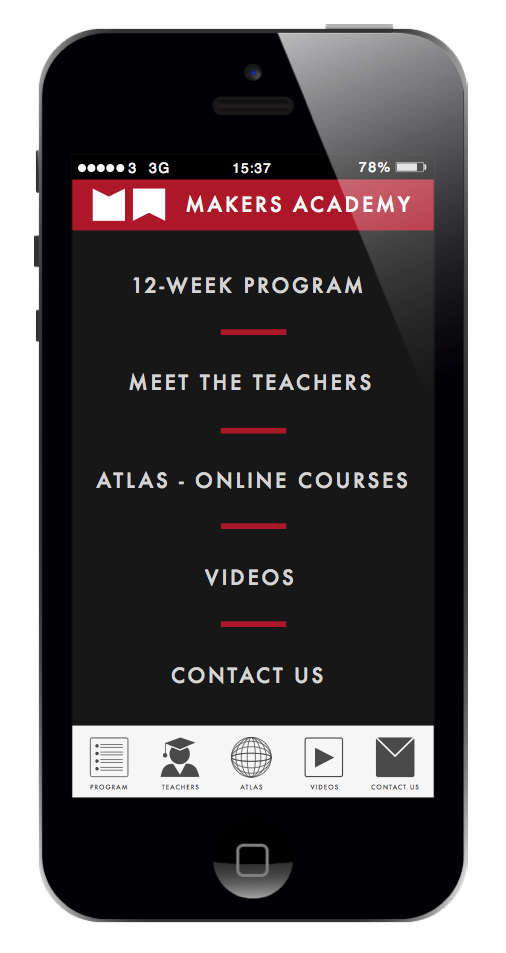 3 3G 15:37 78%
MAKERS ACADEMY
12-WEEK PROGRAM
MEET THE TEACHERS
ATLAS - ONLINE COURSES
VIDEOS
CONTACT US
PROGRAM TEACHERS ATLAS VIDEOS CONTACT US